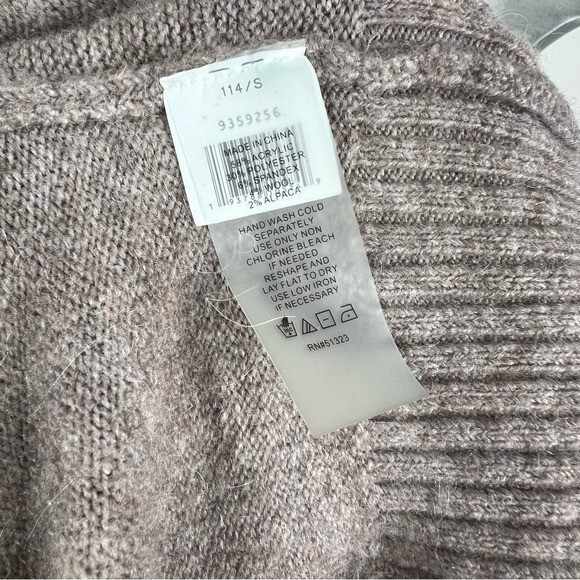 114/S
9359256
MADE IN CHINA
ACRYLIC
30% POLYESTER
SPANDEX
WOOL
2% ALPACA
HAND WASH COLD
SEPARATELY
USE ONLY NON
CHLORINE BLEACH
IF NEEDED
RESHAPE AND
LAY FLAT TO DRY
USE LOW IRON
IF NECESSARY
RN#51323